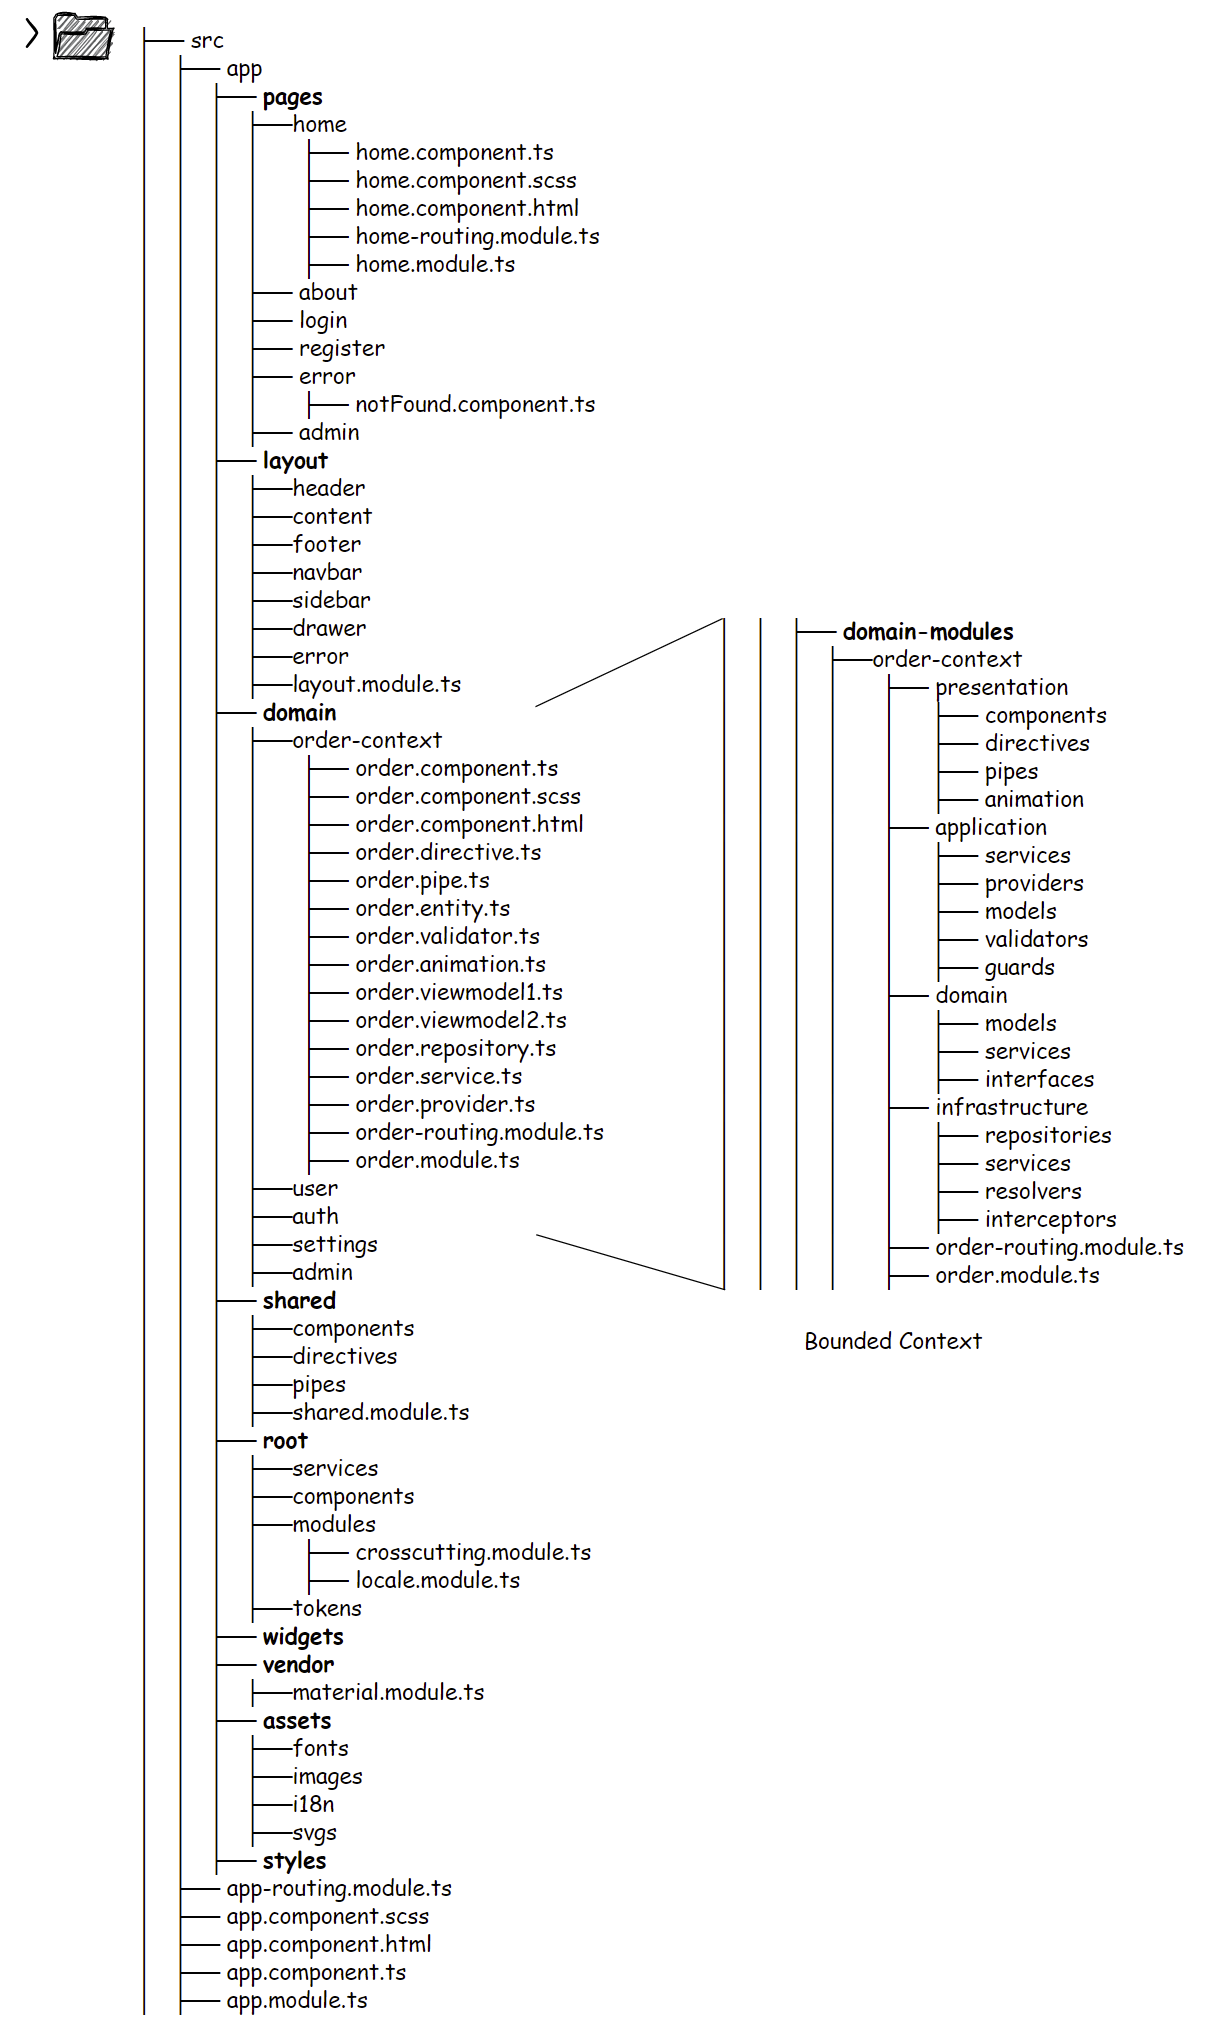 src
app
pages
home
home.component.ts
home.component.scss
home.component.html
home-routing.module.ts
home.module.ts
about
login
register
error
notFound.component.ts
admin
layout
header
content
footer
navbar
sidebar
drawer
error
layout.module.ts
domain
order-context
order.component.ts
order.component.scss
order.component.html
order.directive.ts
order.pipe.ts
order.entity.ts
order.validator.ts
order.animation.ts
order.viewmodel1.ts
order.viewmodel2.ts
order.repository.ts
order.service.ts
order.provider.ts
order-routing.module.ts
order.module.ts
user
auth
settings
admin
shared
components
directives
pipes
shared.module.ts
root
services
components
modules
crosscutting.module.ts
locale.module.ts
tokens
widgets
vendor
material.module.ts
assets
fonts
images
i18n
svgs
styles
app-routing.module.ts
app.component.scss
app.component.html
app.component.ts
app.module.ts
domain-modules
order-context
presentation
components
directives
pipes
animation
application
services
providers
models
validators
guards
domain
models
services
interfaces
infrastructure
repositories
services
resolvers
interceptors
order-routing.module.ts
order.module.ts
Bounded Context